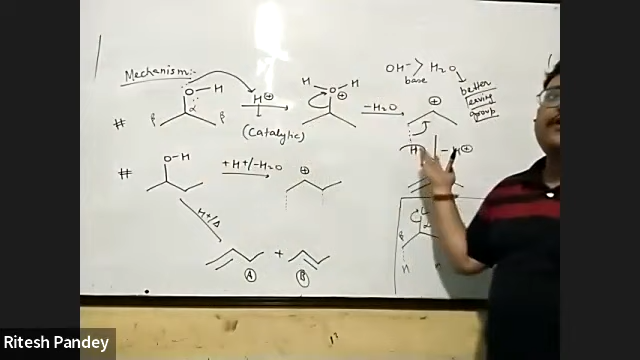 Mechanism:-
OH⁻ > H₂O
base
better
leaving
group
O-H
α
β β
H⊕
(Catalytic)
H H
O⊕
-H₂O
⊕
H
-H⊕
#
#
O-H
+H⁺/-H₂O
⊕
H⁺/Δ
+
A
B
β
α
H
Ritesh Pandey